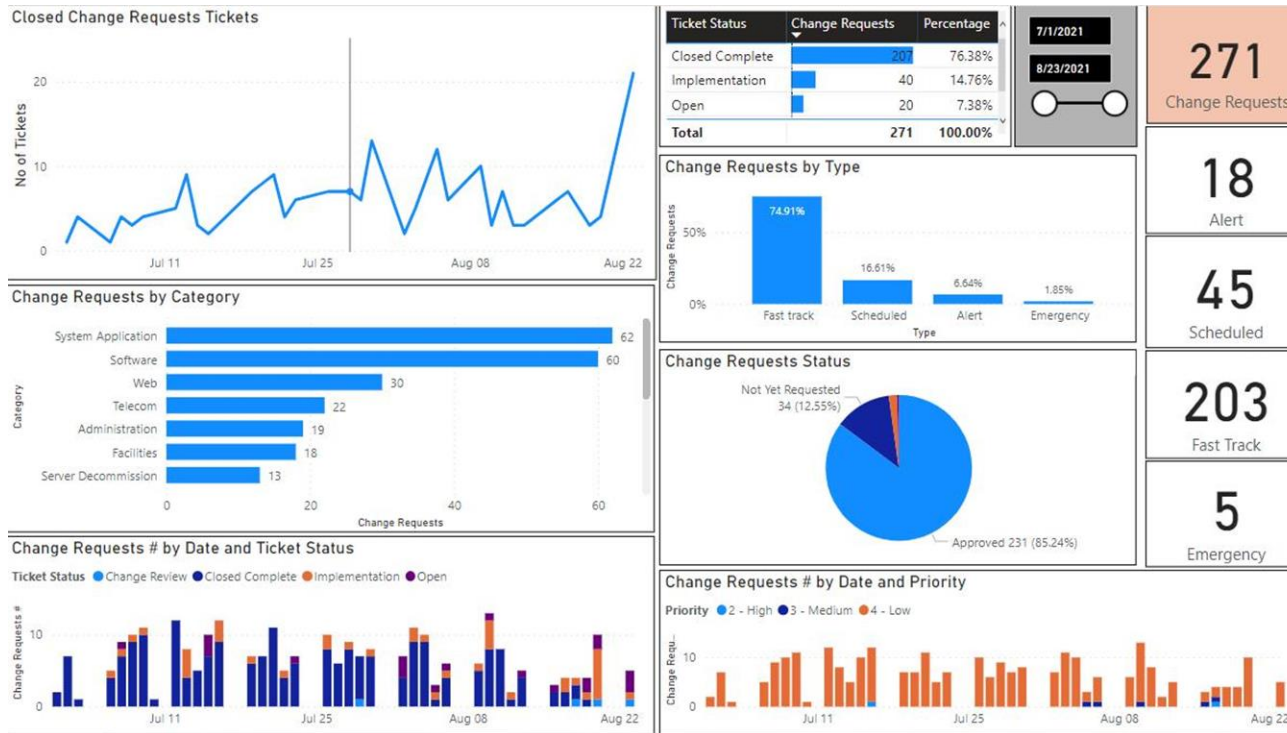 Closed Change Requests Tickets
No of Tickets
20
10
0
Jul 11 Jul 25 Aug 08 Aug 22
Ticket Status Change Requests Percentage
Closed Complete 207 76.38%
Implementation 40 14.76%
Open 20 7.38%
Total 271 100.00%
7/1/2021
8/23/2021
271
Change Requests
18
Alert
45
Scheduled
203
Fast Track
5
Emergency
Change Requests by Type
Change Requests
50%
0%
74.91%
16.61%
6.64%
1.85%
Fast track Scheduled Alert Emergency
Type
Change Requests by Category
Category
System Application 62
Software 60
Web 30
Telecom 22
Administration 19
Facilities 18
Server Decommission 13
0 20 40 60
Change Requests
Change Requests Status
Not Yet Requested
34 (12.55%)
Approved 231 (85.24%)
Change Requests # by Date and Ticket Status
Ticket Status Change Review Closed Complete Implementation Open
Change Requests #
10
0
Jul 11 Jul 25 Aug 08 Aug 22
Change Requests # by Date and Priority
Priority 2 - High 3 - Medium 4 - Low
Change Requ...
10
0
Jul 11 Jul 25 Aug 08 Aug 22